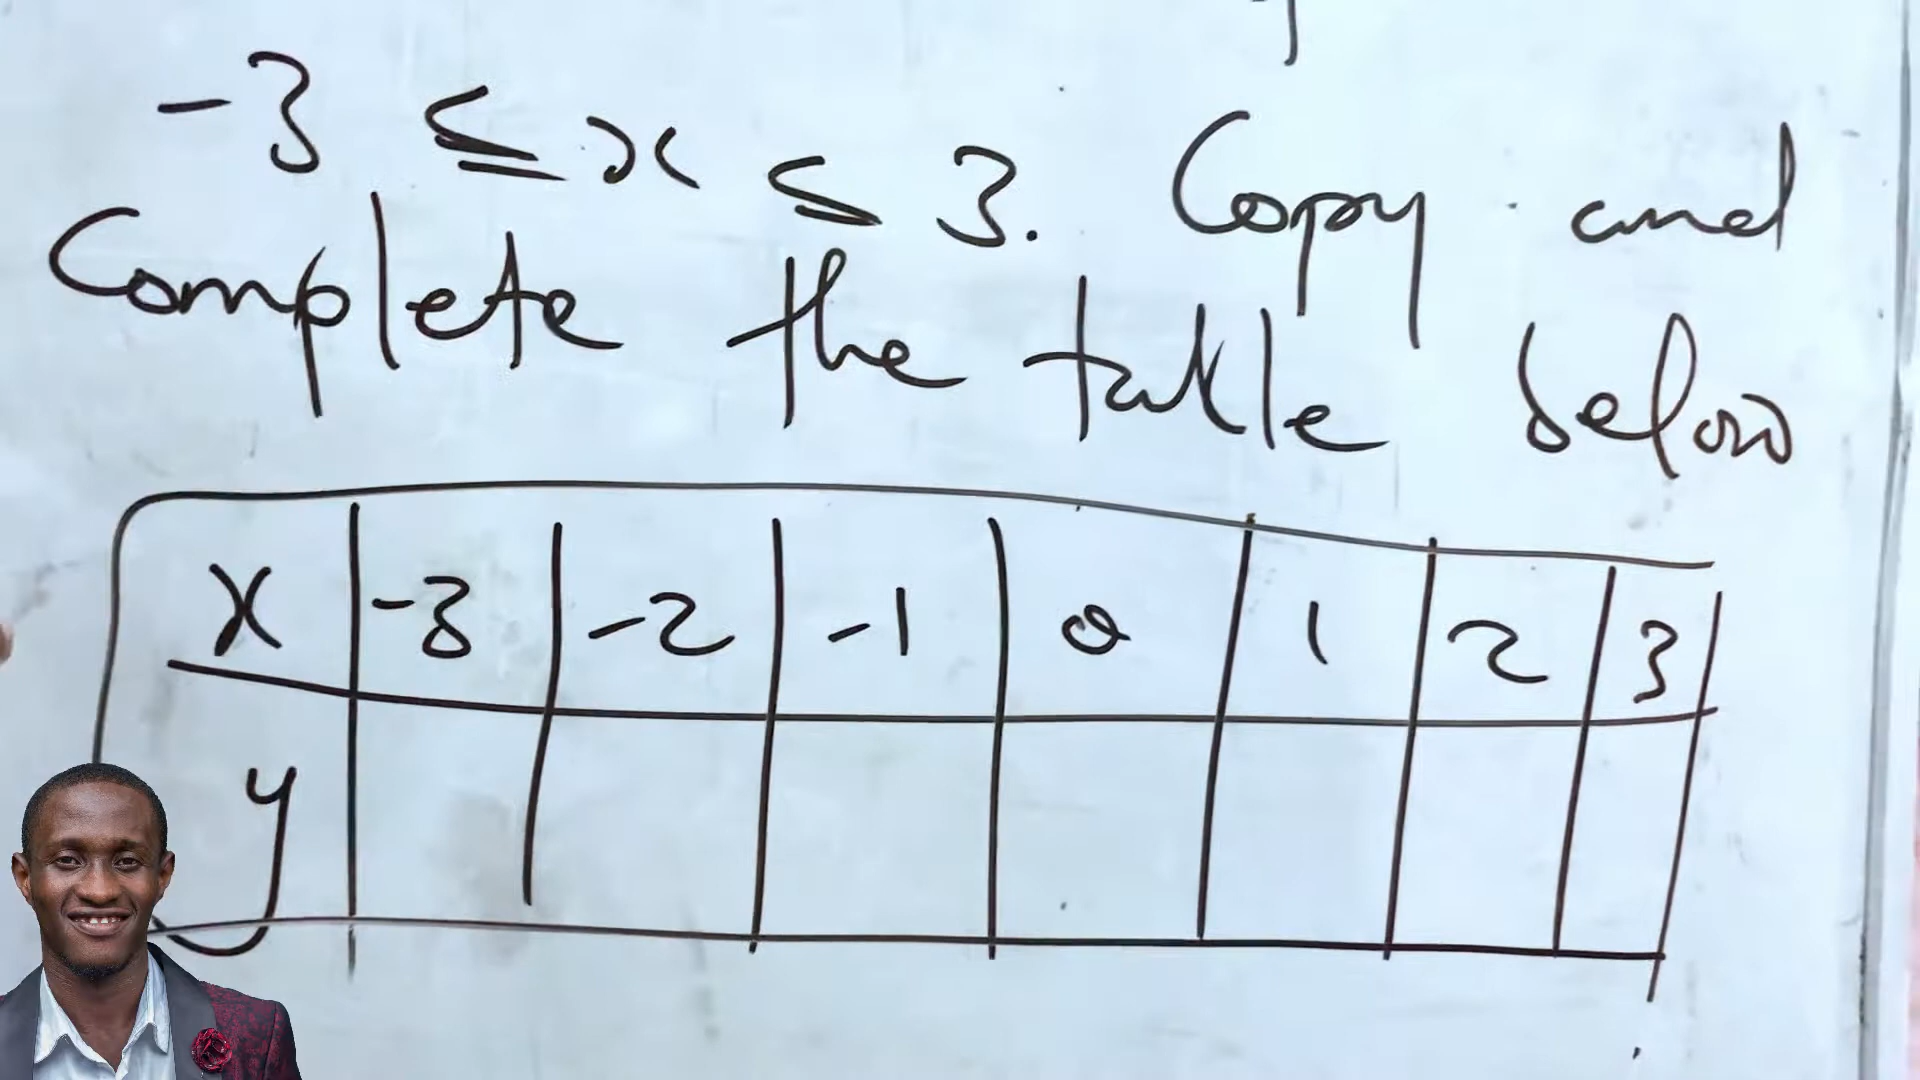 -3 ≤ x ≤ 3. Copy and
Complete the table below
x -3 -2 -1 0 1 2 3
y